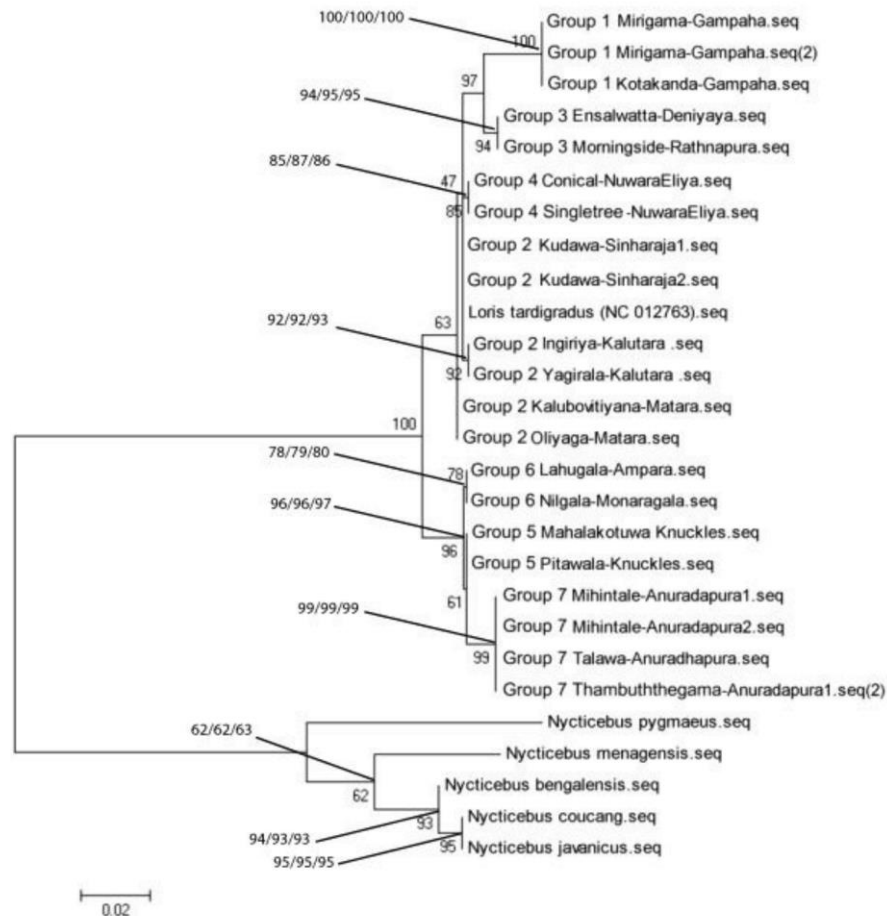 100/100/100
100
Group 1 Mirigama-Gampaha.seq
Group 1 Mirigama-Gampaha.seq(2)
Group 1 Kotakanda-Gampaha.seq
97
94/95/95
Group 3 Ensalwatta-Deniyaya.seq
94
Group 3 Morningside-Rathnapura.seq
85/87/86
47
Group 4 Conical-NuwaraEliya.seq
85
Group 4 Singletree-NuwaraEliya.seq
Group 2 Kudawa-Sinharaja1.seq
Group 2 Kudawa-Sinharaja2.seq
Loris tardigradus (NC 012763).seq
92/92/93
63
Group 2 Ingiriya-Kalutara .seq
92
Group 2 Yagirala-Kalutara .seq
Group 2 Kalubovitiyana-Matara.seq
100
Group 2 Oliyaga-Matara.seq
78/79/80
78
Group 6 Lahugala-Ampara.seq
Group 6 Nilgala-Monaragala.seq
96/96/97
Group 5 Mahalakotuwa Knuckles.seq
96
Group 5 Pitawala-Knuckles.seq
61
Group 7 Mihintale-Anuradapura1.seq
99/99/99
Group 7 Mihintale-Anuradapura2.seq
99
Group 7 Talawa-Anuradhapura.seq
Group 7 Thambuththegama-Anuradapura1.seq(2)
Nycticebus pygmaeus.seq
62/62/63
Nycticebus menagensis.seq
62
Nycticebus bengalensis.seq
93
Nycticebus coucang.seq
94/93/93
95
Nycticebus javanicus.seq
95/95/95
0.02